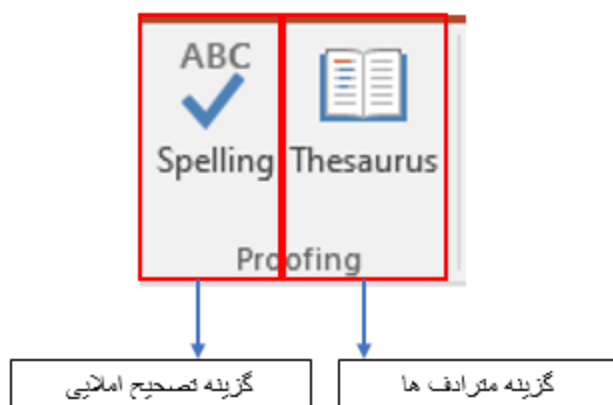 ABC
Spelling Thesaurus
Proofing
گزینه تصحیح املایی
گزینه مترادف ها